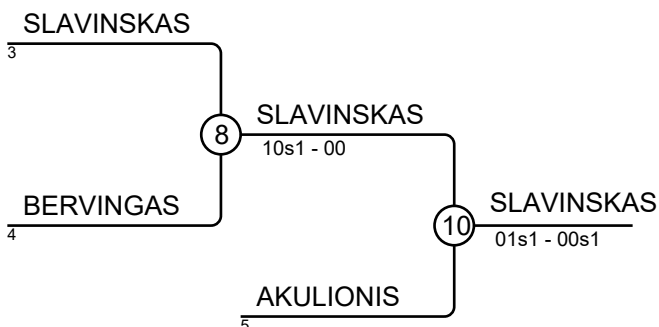 SLAVINSKAS
3
8
SLAVINSKAS
10s1 - 00
BERVINGAS
4
10
SLAVINSKAS
01s1 - 00s1
AKULIONIS
5